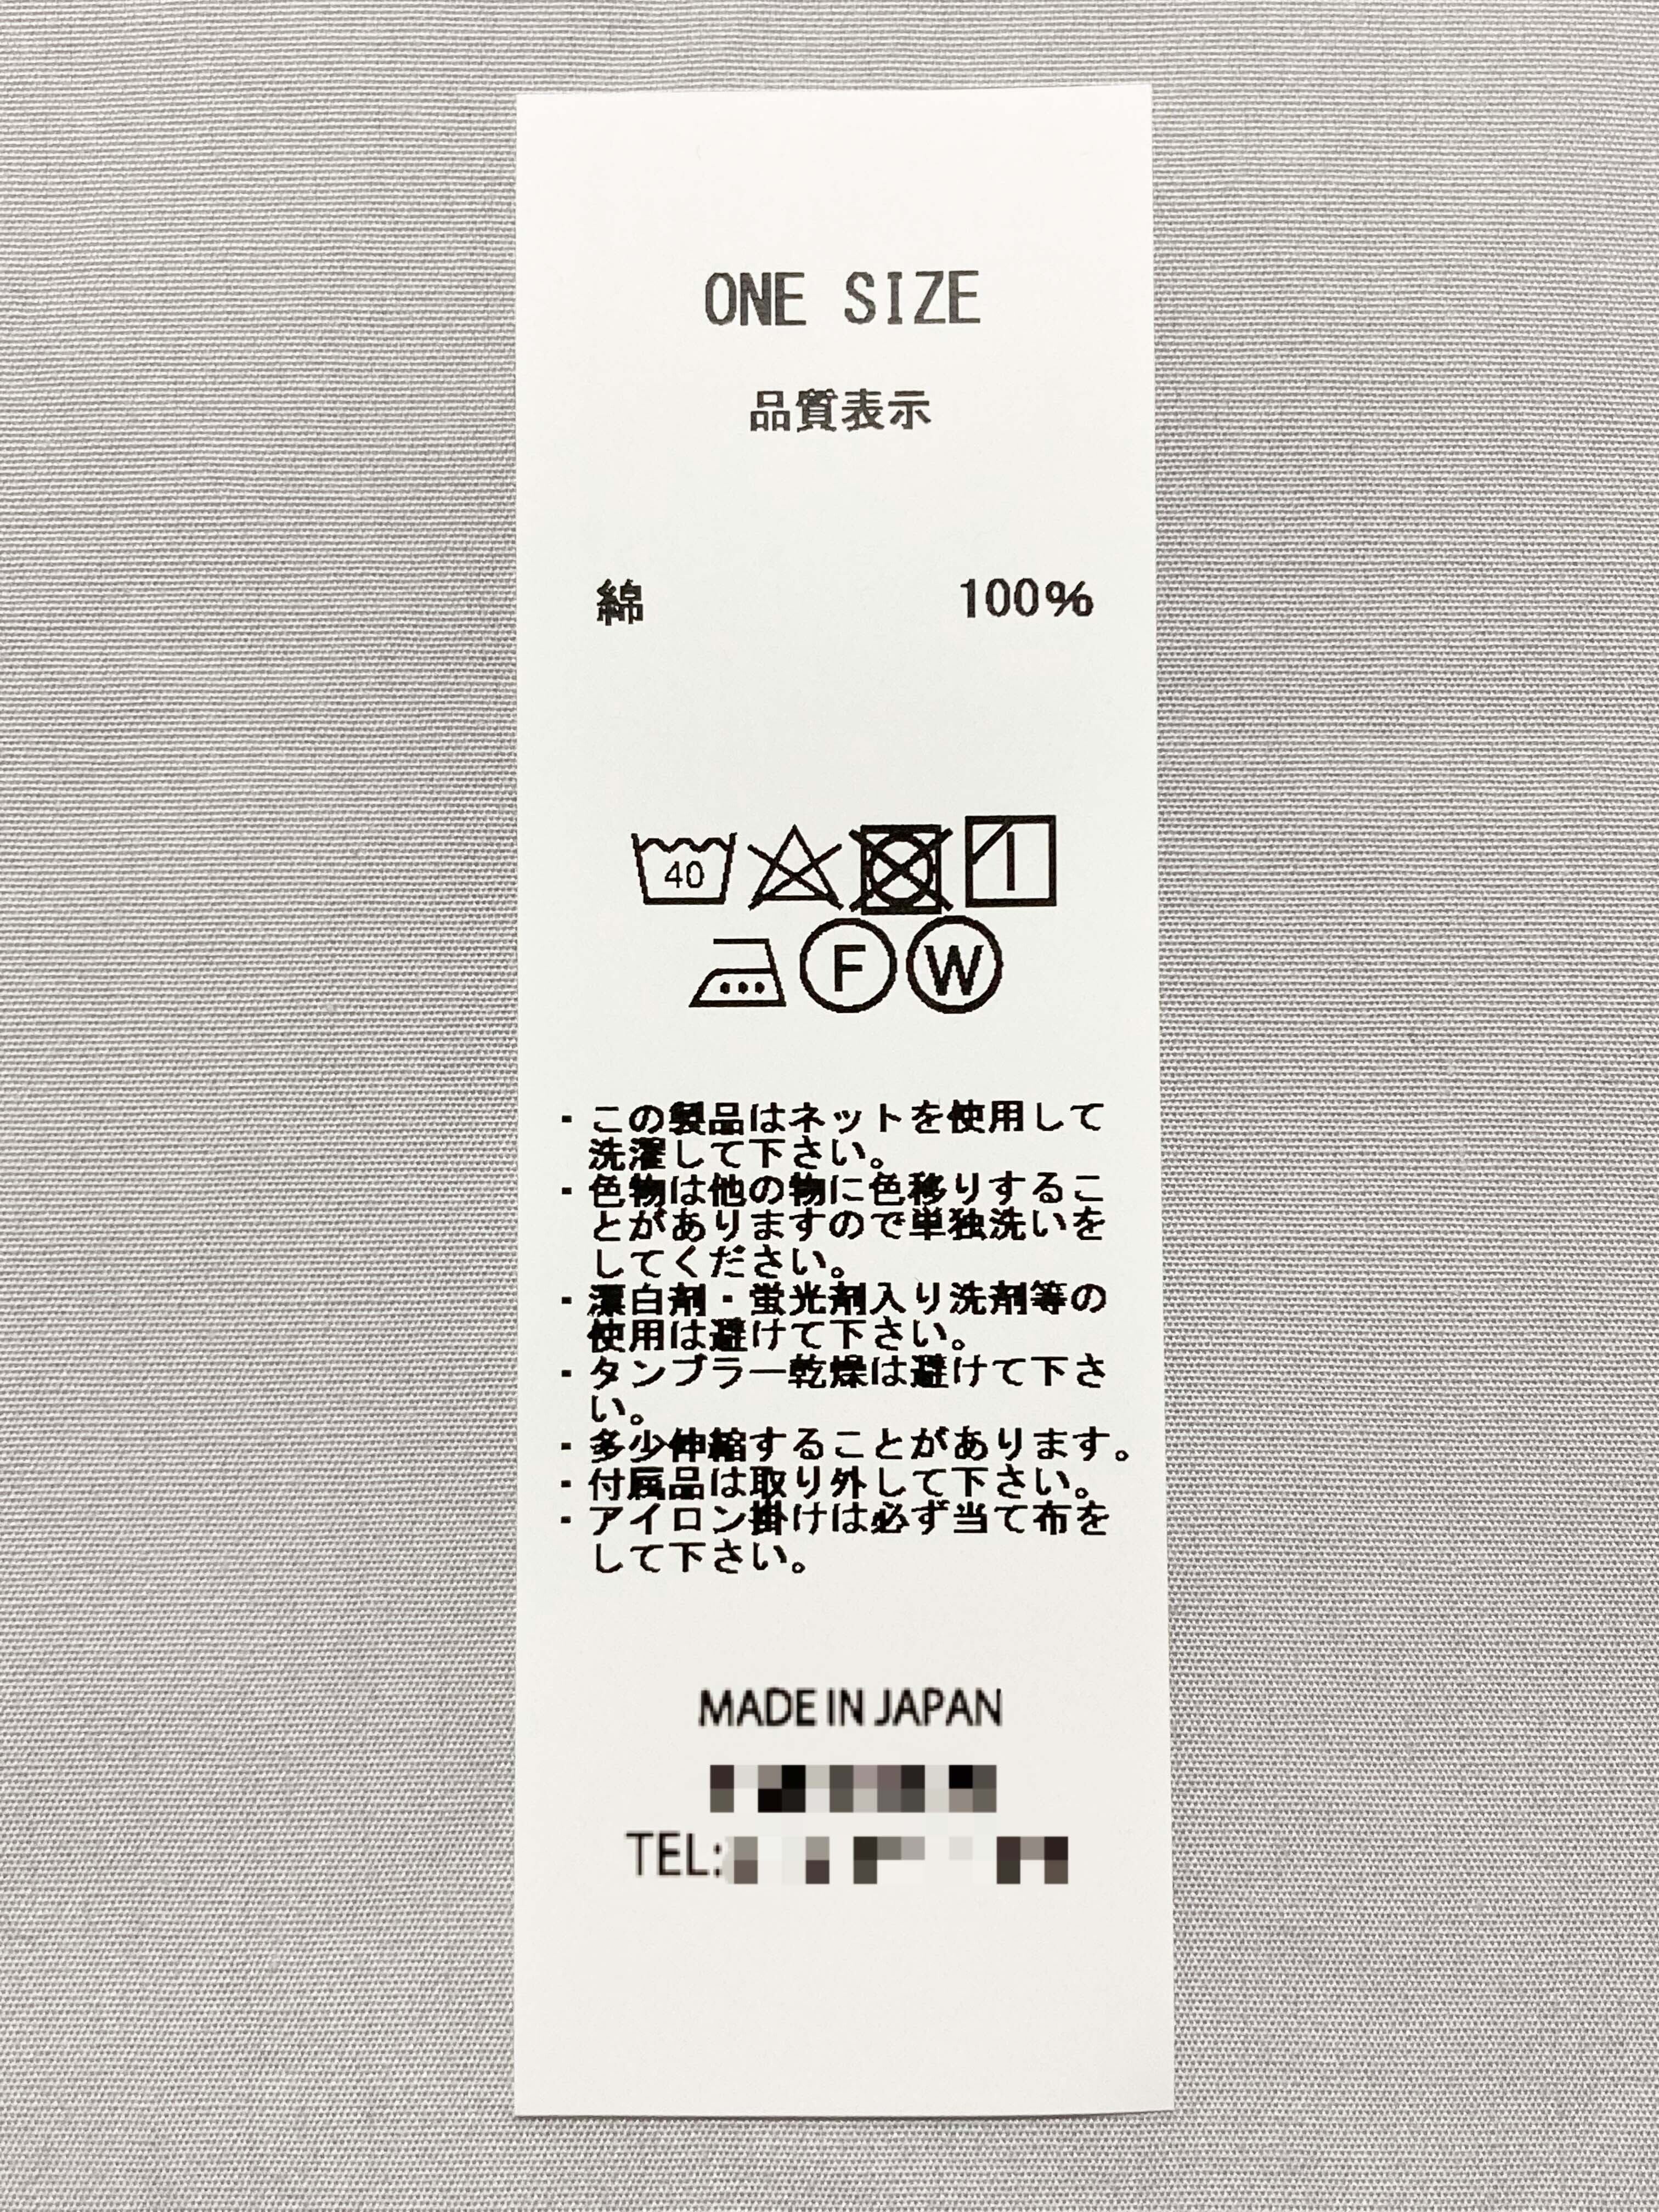 ONE SIZE
品質表示
綿 100%
40
F W
・この製品はネットを使用して
洗濯して下さい。
・色物は他の物に色移りするこ
とがありますので単独洗いを
してください。
・漂白剤・蛍光剤入り洗剤等の
使用は避けて下さい。
・タンブラー乾燥は避けて下さ
い。
・多少伸縮することがあります。
・付属品は取り外して下さい。
・アイロン掛けは必ず当て布を
して下さい。
MADE IN JAPAN
TEL: